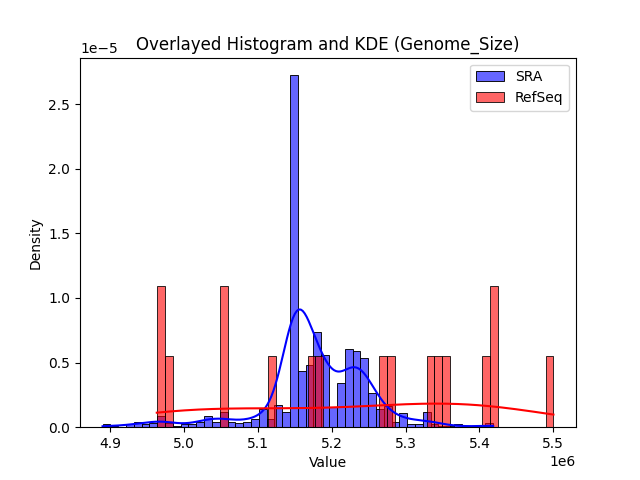 Overlayed Histogram and KDE (Genome_Size)
1e−5
SRA
RefSeq
2.5
2.0
1.5
1.0
0.5
0.0
Density
4.9 5.0 5.1 5.2 5.3 5.4 5.5
Value
1e6